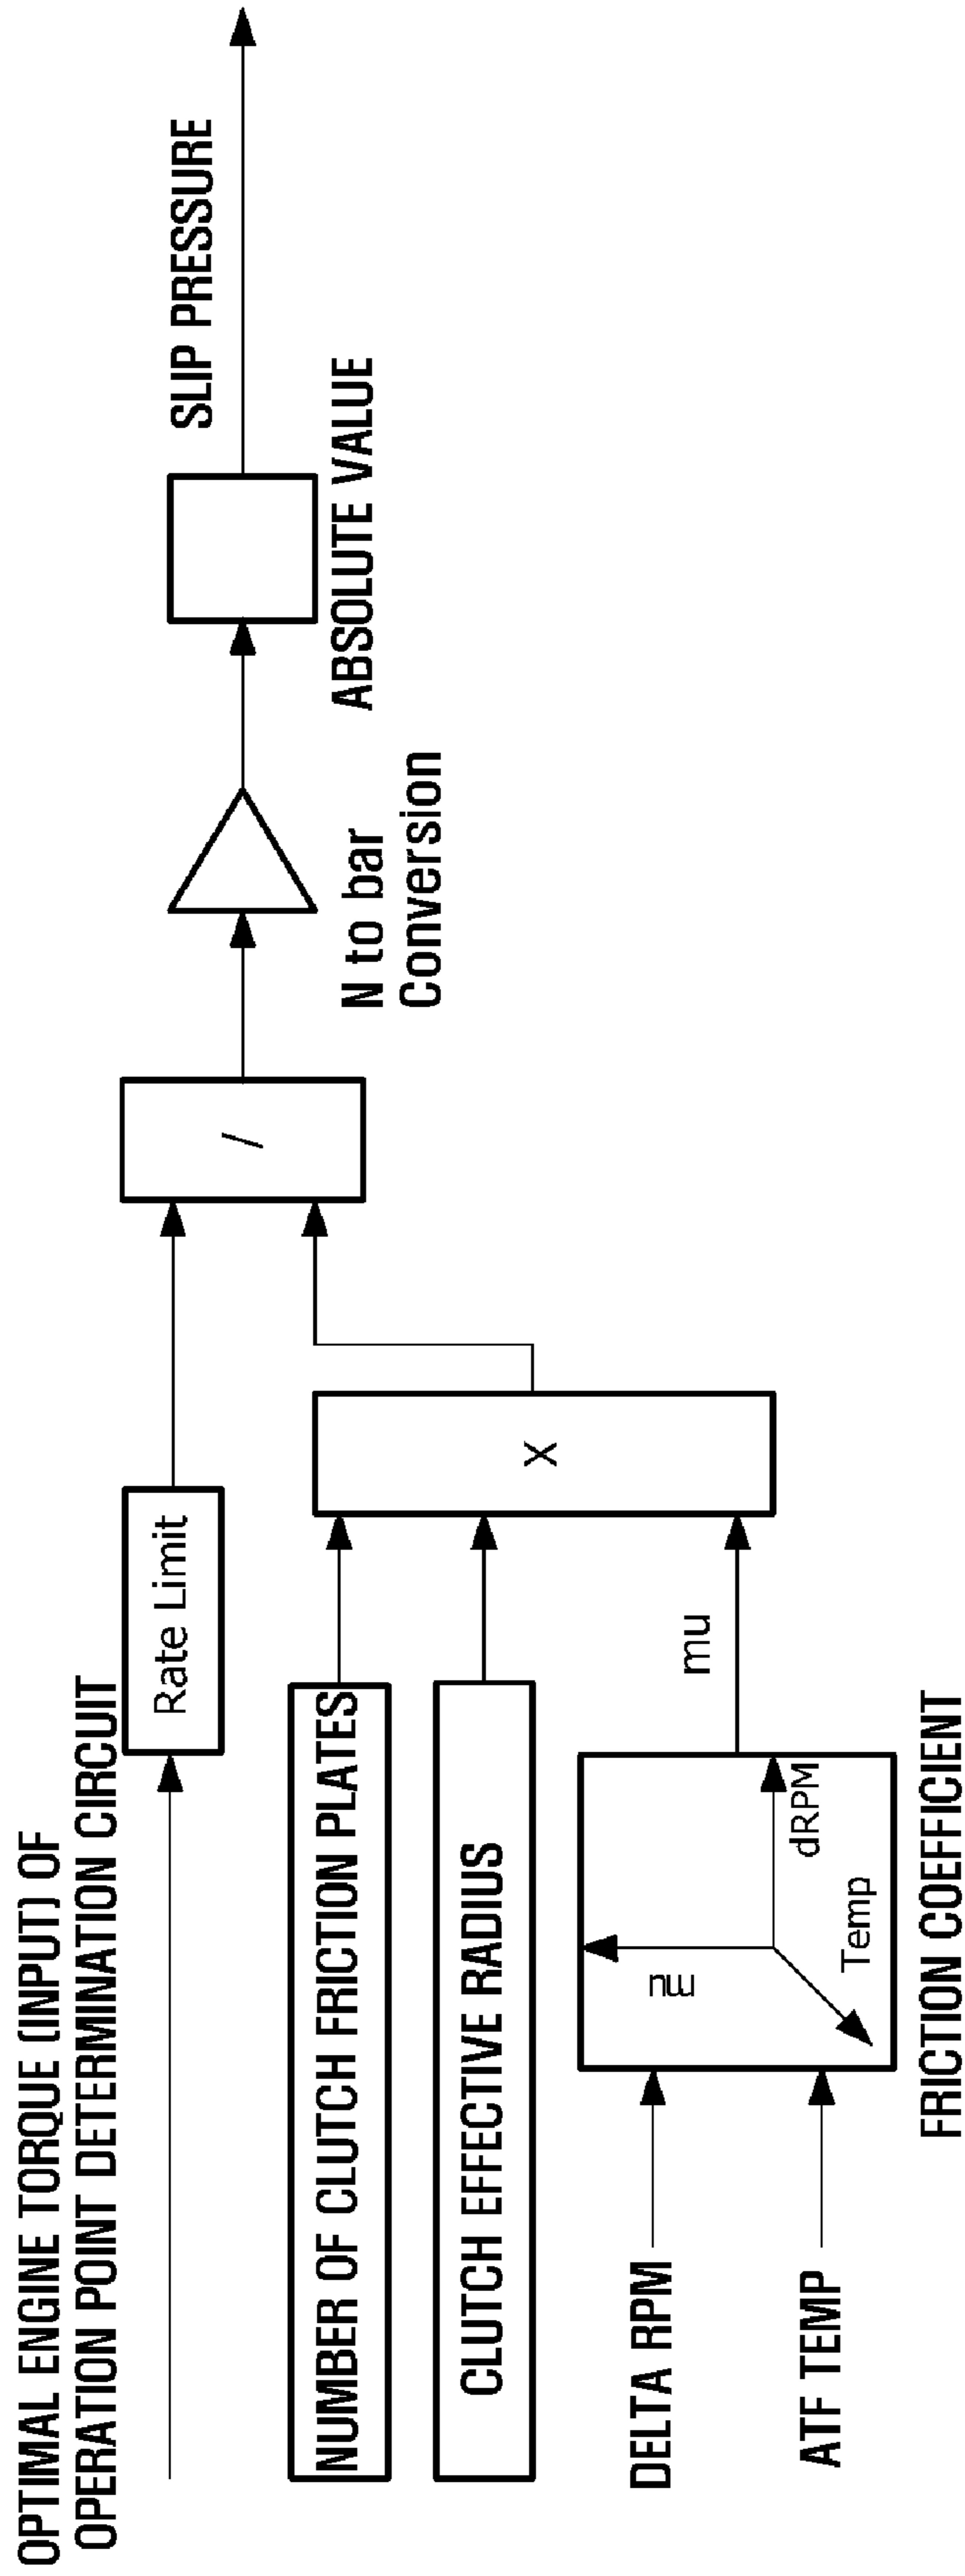 OPTIMAL ENGINE TORQUE (INPUT) OF
OPERATION POINT DETERMINATION CIRCUIT
Rate Limit
NUMBER OF CLUTCH FRICTION PLATES
CLUTCH EFFECTIVE RADIUS
DELTA RPM
ATF TEMP
mu
dRPM
Temp
FRICTION COEFFICIENT
mu
X
/
N to bar
Conversion
ABSOLUTE VALUE
SLIP PRESSURE